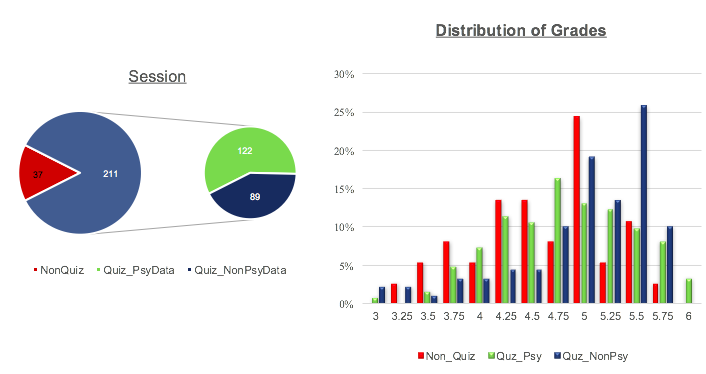 Distribution of Grades
Session
122
37
211
89
NonQuiz Quiz_PsyData Quiz_NonPsyData
30%
25%
20%
15%
10%
5%
0%
3 3.25 3.5 3.75 4 4.25 4.5 4.75 5 5.25 5.5 5.75 6
Non_Quiz Quz_Psy Quz_NonPsy